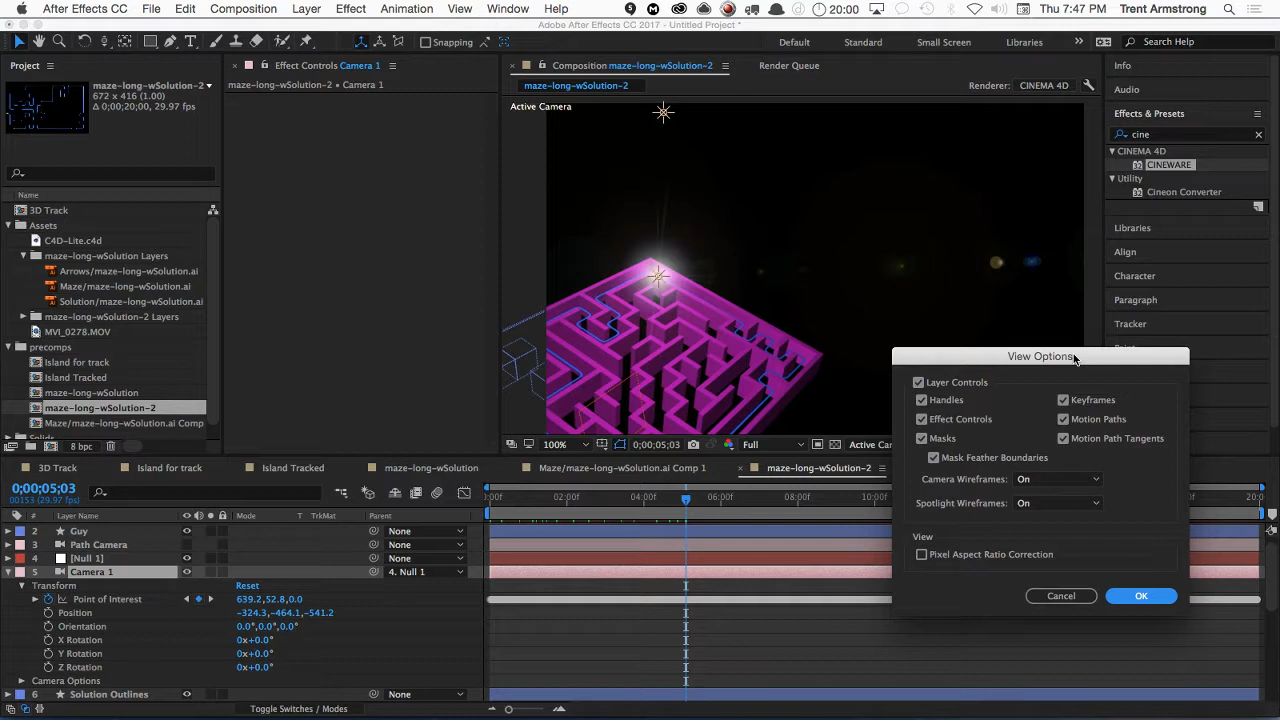 After Effects CC File Edit Composition Layer Effect Animation View Window Help 20:00 Thu 7:47 PM Trent Armstrong
Adobe After Effects CC 2017 - Untitled Project *
Snapping Default Standard Small Screen Libraries Search Help
Project
maze-long-wSolution-2
672 x 416 (1.00)
Δ 0;00;20;00, 29.97 fps
Name
3D Track
Assets
C4D-Lite.c4d
maze-long-wSolution Layers
Arrows/maze-long-wSolution.ai
Maze/maze-long-wSolution.ai
Solution/maze-long-wSolution.ai
maze-long-wSolution-2 Layers
MVI_0278.MOV
precomps
Island for track
Island Tracked
maze-long-wSolution
maze-long-wSolution-2
Maze/maze-long-wSolution.ai Comp
8 bpc
Effect Controls Camera 1
maze-long-wSolution-2 • Camera 1
Composition maze-long-wSolution-2 Render Queue
maze-long-wSolution-2 Renderer: CINEMA 4D
Active Camera
100% 0;00;05;03 Full Active Cam
Info
Audio
Effects & Presets
cine
CINEMA 4D
CINEWARE
Utility
Cineon Converter
Libraries
Align
Character
Paragraph
Tracker
View Options
Layer Controls
Handles Keyframes
Effect Controls Motion Paths
Masks Motion Path Tangents
Mask Feather Boundaries
Camera Wireframes: On
Spotlight Wireframes: On
View
Pixel Aspect Ratio Correction
Cancel OK
3D Track Island for track Island Tracked maze-long-wSolution Maze/maze-long-wSolution.ai Comp 1 maze-long-wSolution-2
0;00;05;03
00153 (29.97 fps)
:00f 02:00f 04:00f 06:00f 08:00f 10:00f 20:0
# Layer Name Mode T TrkMat Parent
2 Guy None
3 Path Camera None
4 [Null 1] None
5 Camera 1 4. Null 1
Transform Reset
Point of Interest 639.2,52.8,0.0
Position -324.3,-464.1,-541.2
Orientation 0.0°,0.0°,0.0°
X Rotation 0x+0.0°
Y Rotation 0x+0.0°
Z Rotation 0x+0.0°
Camera Options
6 Solution Outlines None
Toggle Switches / Modes